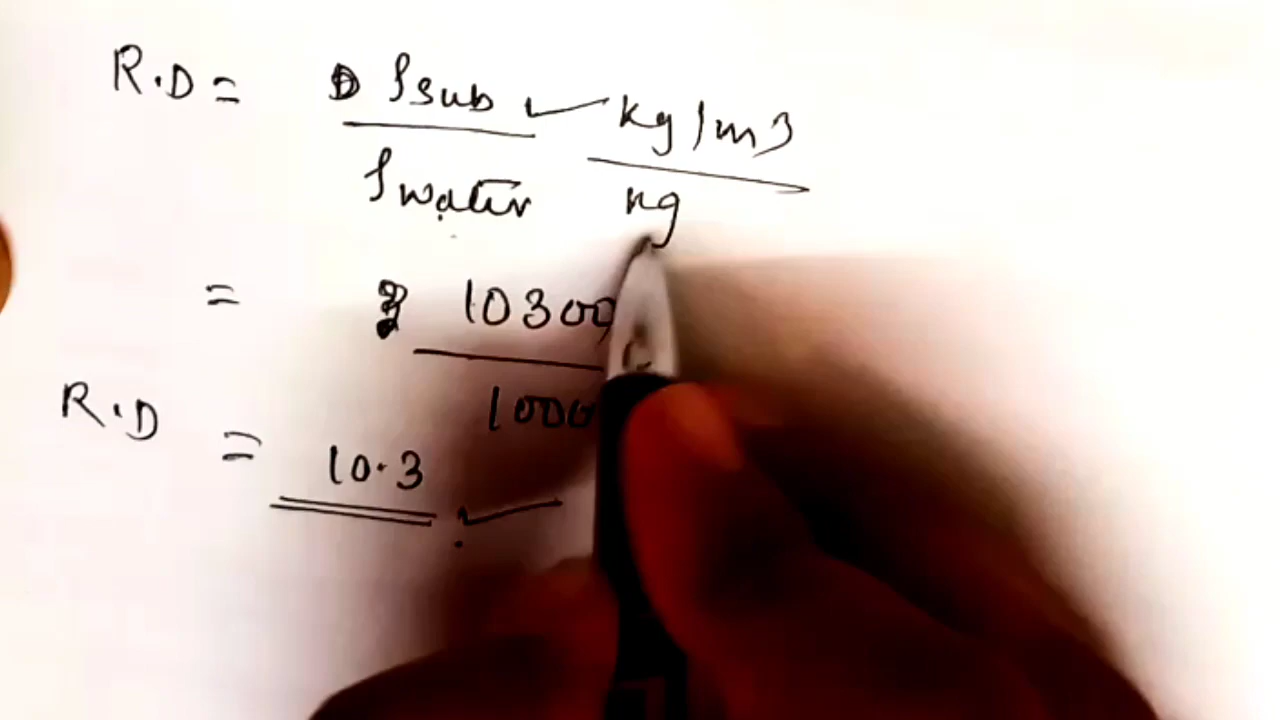 R.D = ρsub kg/m3
ρwater kg
= 10300
1000
R.D = 10.3